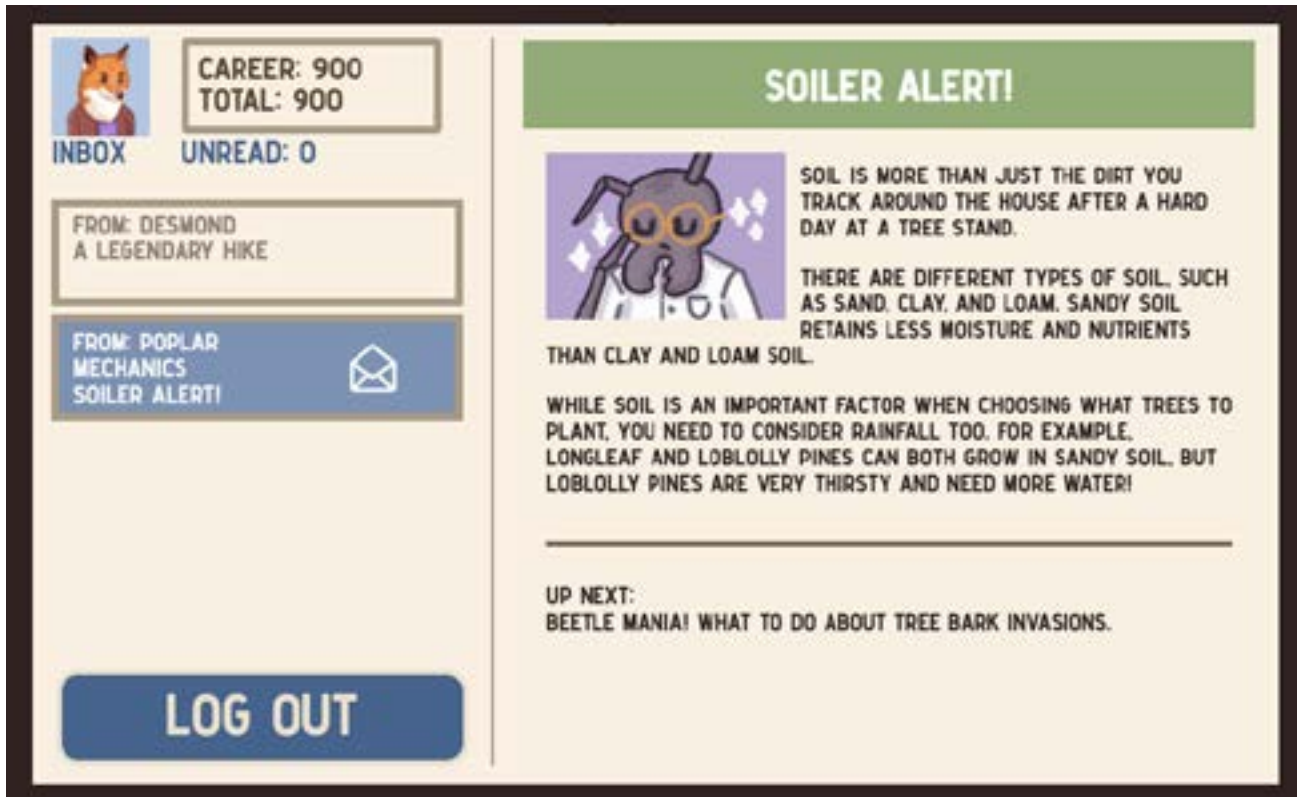 CAREER: 900
TOTAL: 900
INBOX
UNREAD: 0
FROM: DESMOND
A LEGENDARY HIKE
FROM: POPLAR
MECHANICS
SOILER ALERT!
LOG OUT
SOILER ALERT!
SOIL IS MORE THAN JUST THE DIRT YOU
TRACK AROUND THE HOUSE AFTER A HARD
DAY AT A TREE STAND.
THERE ARE DIFFERENT TYPES OF SOIL, SUCH
AS SAND, CLAY, AND LOAM. SANDY SOIL
RETAINS LESS MOISTURE AND NUTRIENTS
THAN CLAY AND LOAM SOIL.
WHILE SOIL IS AN IMPORTANT FACTOR WHEN CHOOSING WHAT TREES TO
PLANT, YOU NEED TO CONSIDER RAINFALL TOO. FOR EXAMPLE,
LONGLEAF AND LOBLOLLY PINES CAN BOTH GROW IN SANDY SOIL, BUT
LOBLOLLY PINES ARE VERY THIRSTY AND NEED MORE WATER!
UP NEXT:
BEETLE MANIA! WHAT TO DO ABOUT TREE BARK INVASIONS.